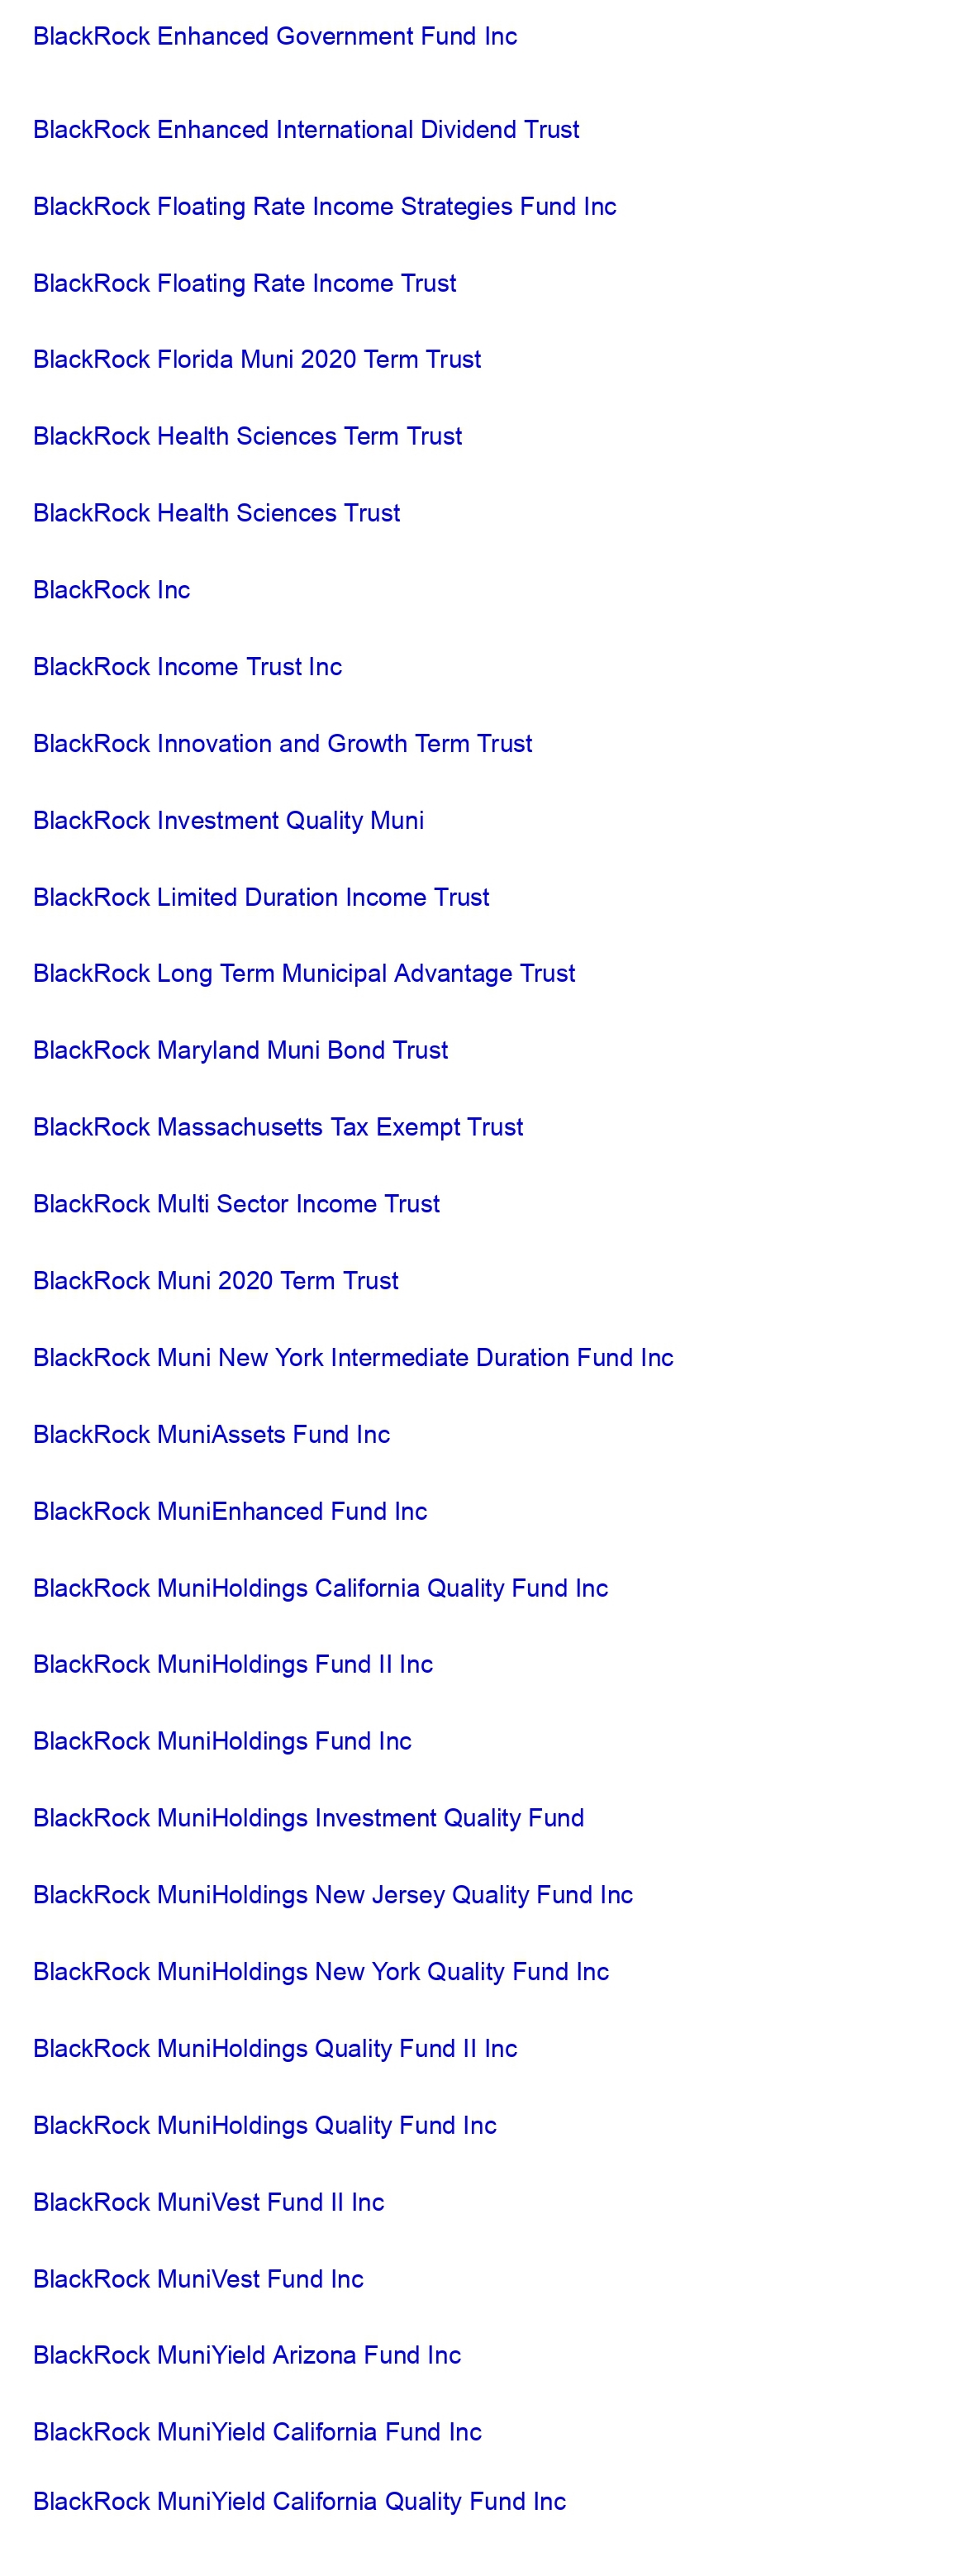 BlackRock Enhanced Government Fund Inc
BlackRock Enhanced International Dividend Trust
BlackRock Floating Rate Income Strategies Fund Inc
BlackRock Floating Rate Income Trust
BlackRock Florida Muni 2020 Term Trust
BlackRock Health Sciences Term Trust
BlackRock Health Sciences Trust
BlackRock Inc
BlackRock Income Trust Inc
BlackRock Innovation and Growth Term Trust
BlackRock Investment Quality Muni
BlackRock Limited Duration Income Trust
BlackRock Long Term Municipal Advantage Trust
BlackRock Maryland Muni Bond Trust
BlackRock Massachusetts Tax Exempt Trust
BlackRock Multi Sector Income Trust
BlackRock Muni 2020 Term Trust
BlackRock Muni New York Intermediate Duration Fund Inc
BlackRock MuniAssets Fund Inc
BlackRock MuniEnhanced Fund Inc
BlackRock MuniHoldings California Quality Fund Inc
BlackRock MuniHoldings Fund II Inc
BlackRock MuniHoldings Fund Inc
BlackRock MuniHoldings Investment Quality Fund
BlackRock MuniHoldings New Jersey Quality Fund Inc
BlackRock MuniHoldings New York Quality Fund Inc
BlackRock MuniHoldings Quality Fund II Inc
BlackRock MuniHoldings Quality Fund Inc
BlackRock MuniVest Fund II Inc
BlackRock MuniVest Fund Inc
BlackRock MuniYield Arizona Fund Inc
BlackRock MuniYield California Fund Inc
BlackRock MuniYield California Quality Fund Inc